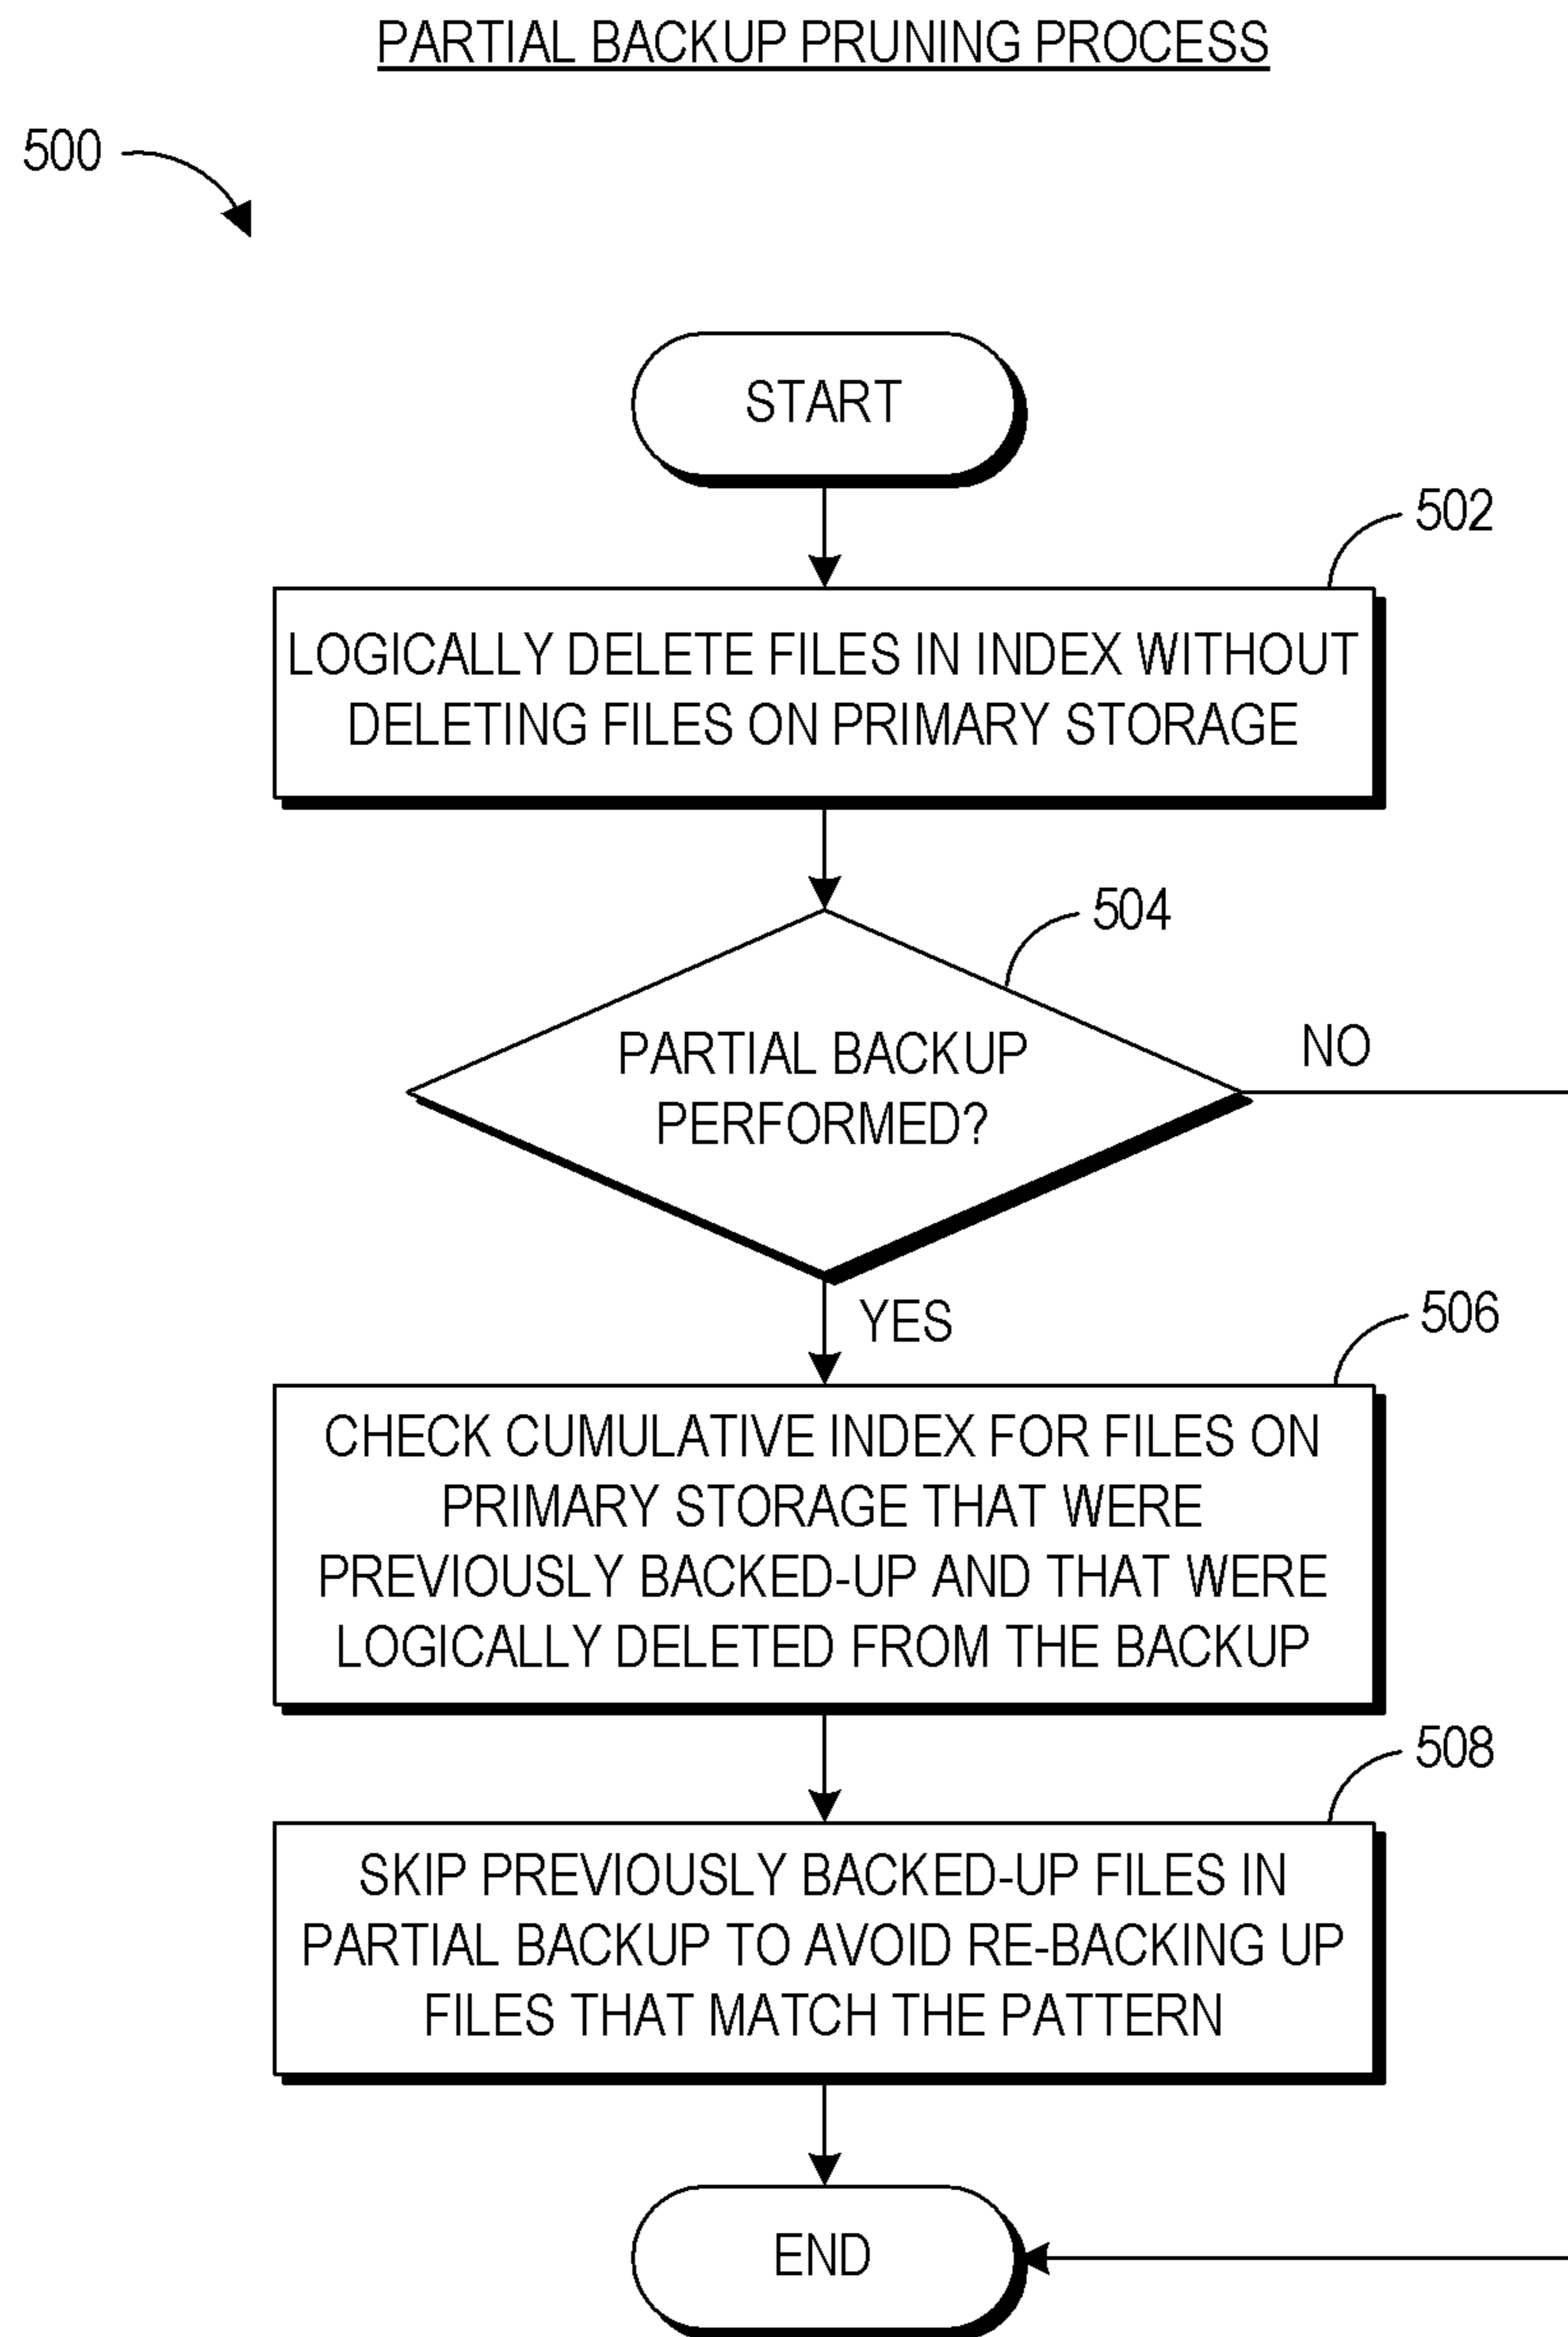 PARTIAL BACKUP PRUNING PROCESS
500
START
502
LOGICALLY DELETE FILES IN INDEX WITHOUT
DELETING FILES ON PRIMARY STORAGE
504
PARTIAL BACKUP
PERFORMED?
NO
YES
506
CHECK CUMULATIVE INDEX FOR FILES ON
PRIMARY STORAGE THAT WERE
PREVIOUSLY BACKED-UP AND THAT WERE
LOGICALLY DELETED FROM THE BACKUP
508
SKIP PREVIOUSLY BACKED-UP FILES IN
PARTIAL BACKUP TO AVOID RE-BACKING UP
FILES THAT MATCH THE PATTERN
END